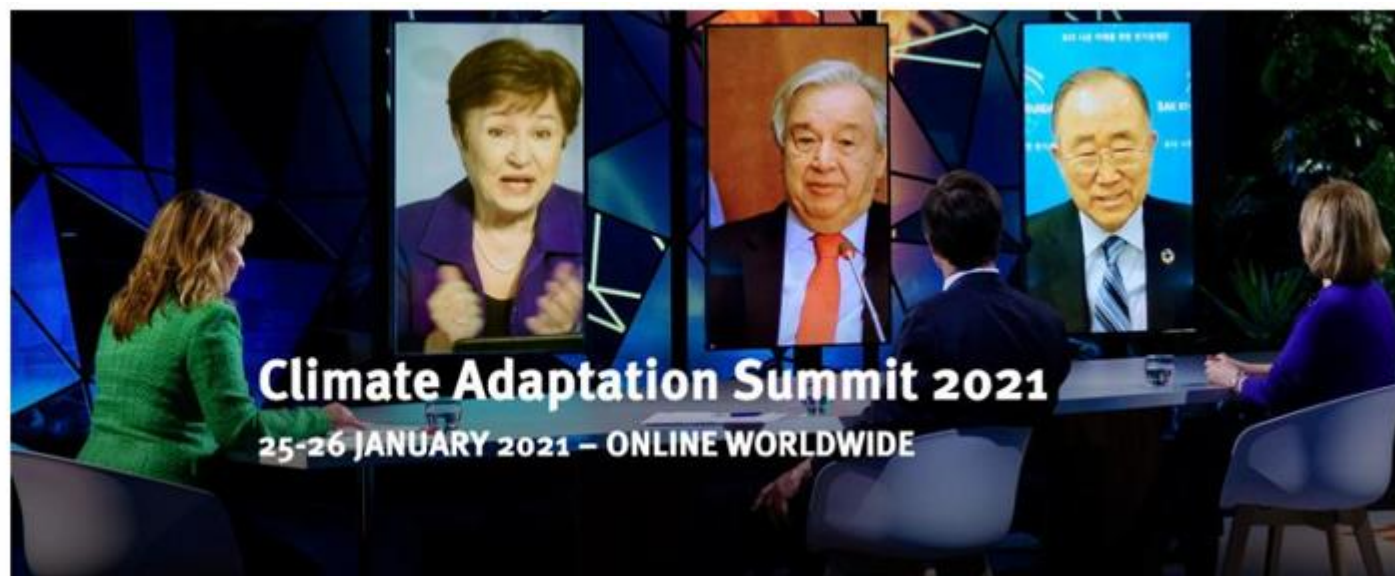 Climate Adaptation Summit 2021
25-26 JANUARY 2021 – ONLINE WORLDWIDE